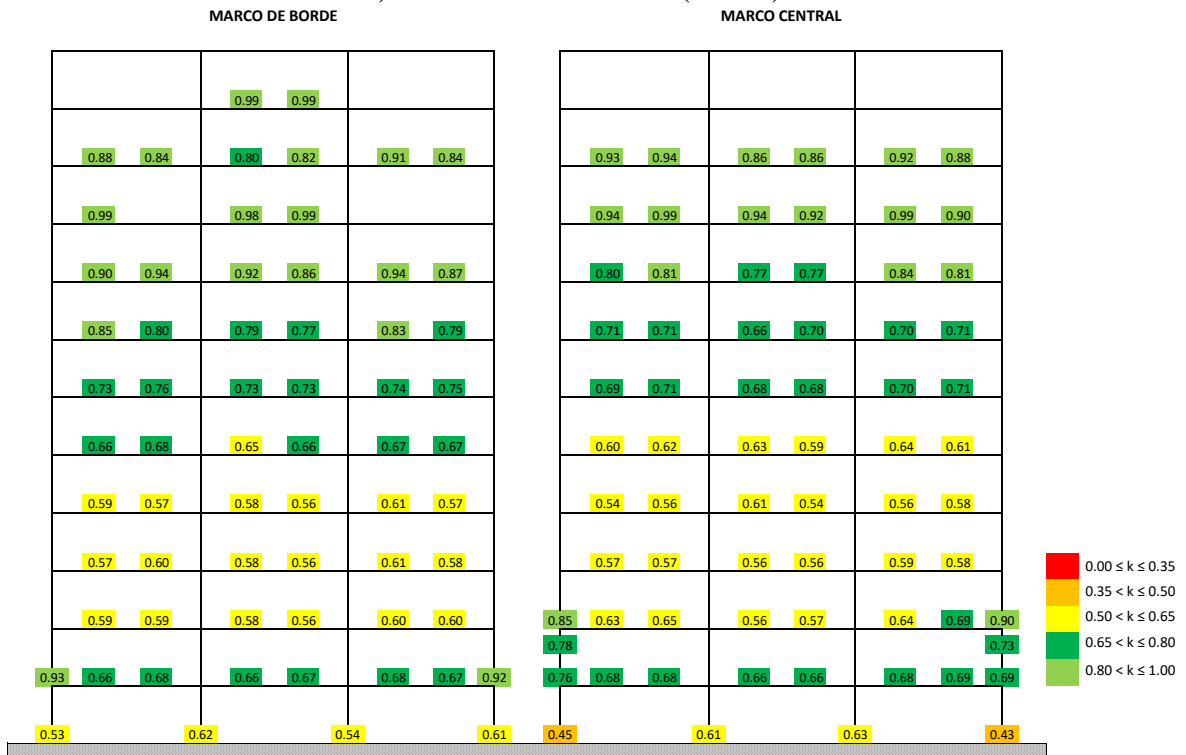 MARCO DE BORDE MARCO CENTRAL
0.99 0.99
0.88 0.84 0.80 0.82 0.91 0.84 0.93 0.94 0.86 0.86 0.92 0.88
0.99 0.98 0.99 0.94 0.99 0.94 0.92 0.99 0.90
0.90 0.94 0.92 0.86 0.94 0.87 0.80 0.81 0.77 0.77 0.84 0.81
0.85 0.80 0.79 0.77 0.83 0.79 0.71 0.71 0.66 0.70 0.70 0.71
0.73 0.76 0.73 0.73 0.74 0.75 0.69 0.71 0.68 0.68 0.70 0.71
0.66 0.68 0.65 0.66 0.67 0.67 0.60 0.62 0.63 0.59 0.64 0.61
0.59 0.57 0.58 0.56 0.61 0.57 0.54 0.56 0.61 0.54 0.56 0.58
0.57 0.60 0.58 0.56 0.61 0.58 0.57 0.57 0.56 0.56 0.59 0.58
0.59 0.59 0.58 0.56 0.60 0.60 0.85 0.63 0.65 0.56 0.57 0.64 0.69 0.90
0.78 0.73
0.93 0.66 0.68 0.66 0.67 0.68 0.67 0.92 0.76 0.68 0.68 0.66 0.66 0.68 0.69 0.69
0.53 0.62 0.54 0.61 0.45 0.61 0.63 0.43
0.00 ≤ k ≤ 0.35
0.35 < k ≤ 0.50
0.50 < k ≤ 0.65
0.65 < k ≤ 0.80
0.80 < k ≤ 1.00